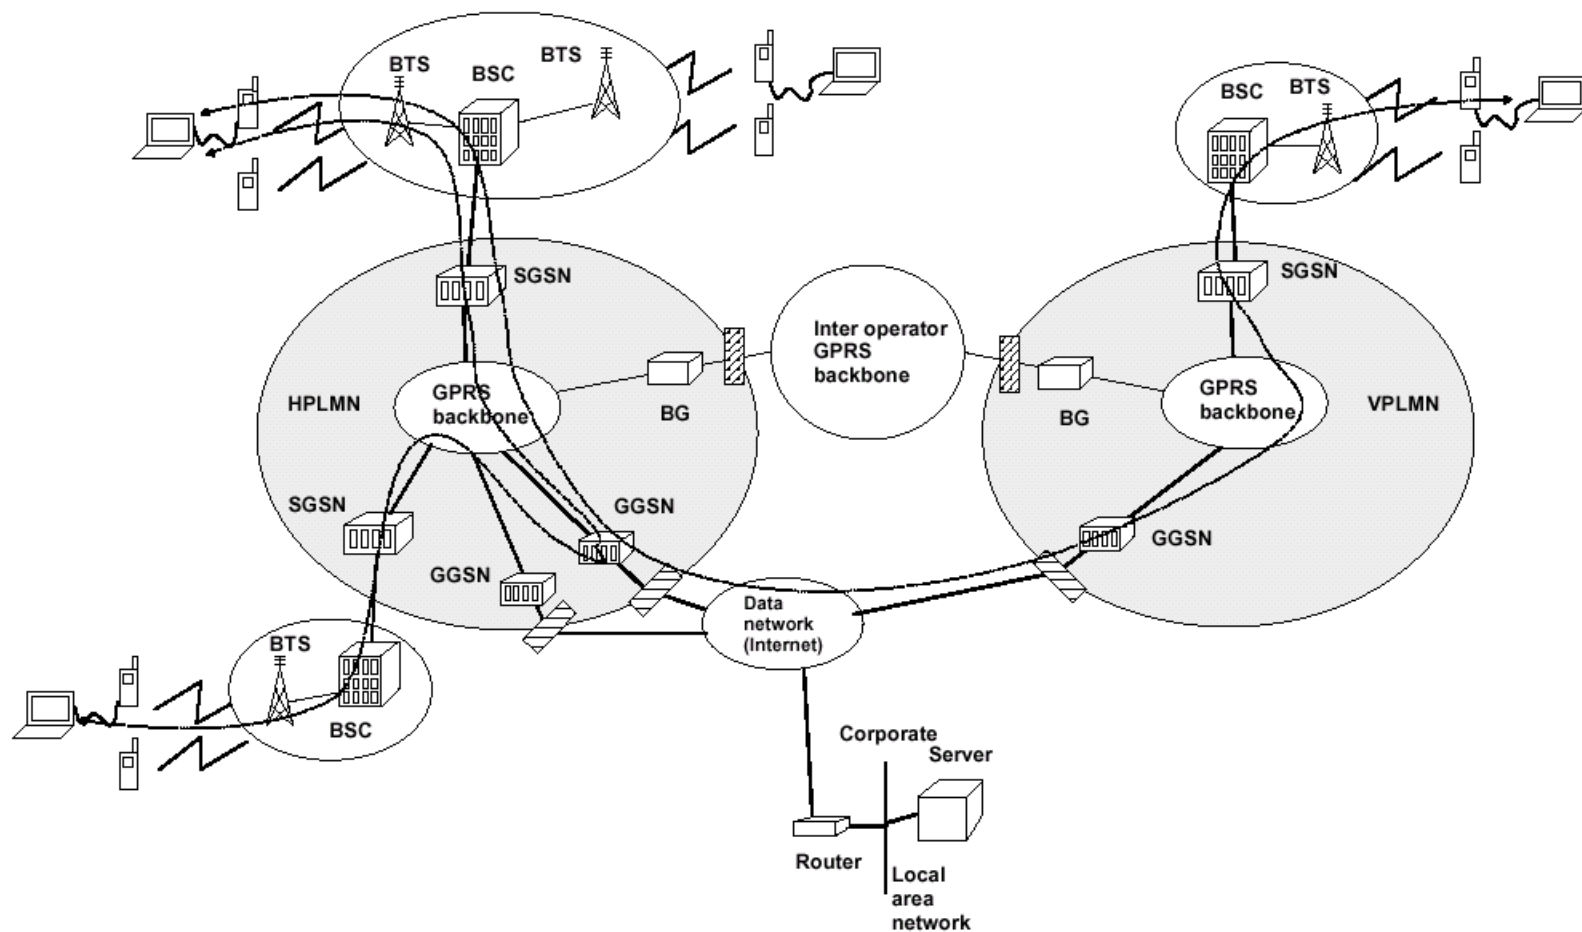 BTS
BSC
BTS
BSC
BTS
SGSN
SGSN
Inter operator
GPRS
backbone
HPLMN
GPRS
backbone
BG
BG
GPRS
backbone
VPLMN
SGSN
GGSN
GGSN
GGSN
Data
network
(Internet)
BTS
BSC
Corporate
Server
Router
Local
area
network